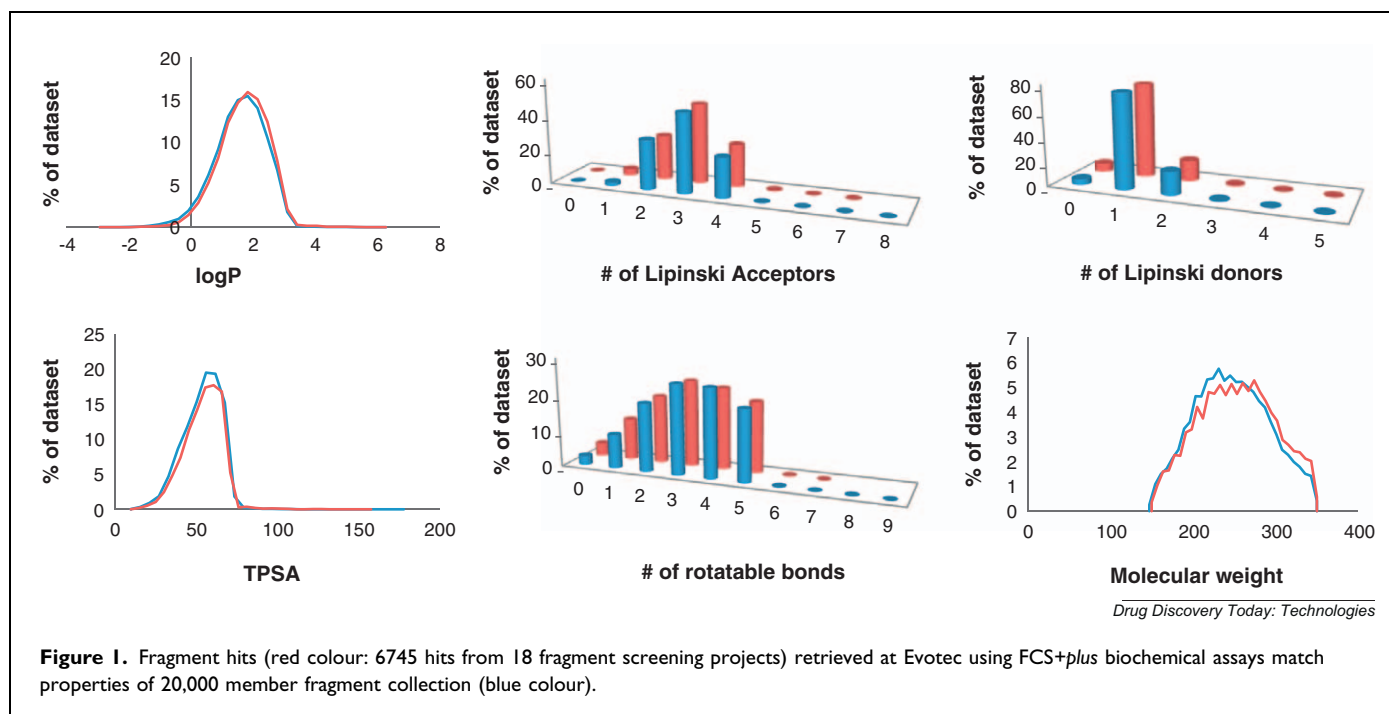 20
15
10
5
0
-4 -2 0 2 4 6 8
% of dataset
logP
60
40
20
0
% of dataset
0 1 2 3 4 5 6 7 8
# of Lipinski Acceptors
80
60
40
20
0
% of dataset
0 1 2 3 4 5
# of Lipinski donors
25
20
15
10
5
0
% of dataset
0 50 100 150 200
TPSA
30
20
10
0
% of dataset
0 1 2 3 4 5 6 7 8 9
# of rotatable bonds
7
6
5
4
3
2
1
0
% of dataset
0 100 200 300 400
Molecular weight
Drug Discovery Today: Technologies
Figure 1. Fragment hits (red colour: 6745 hits from 18 fragment screening projects) retrieved at Evotec using FCS+plus biochemical assays match
properties of 20,000 member fragment collection (blue colour).